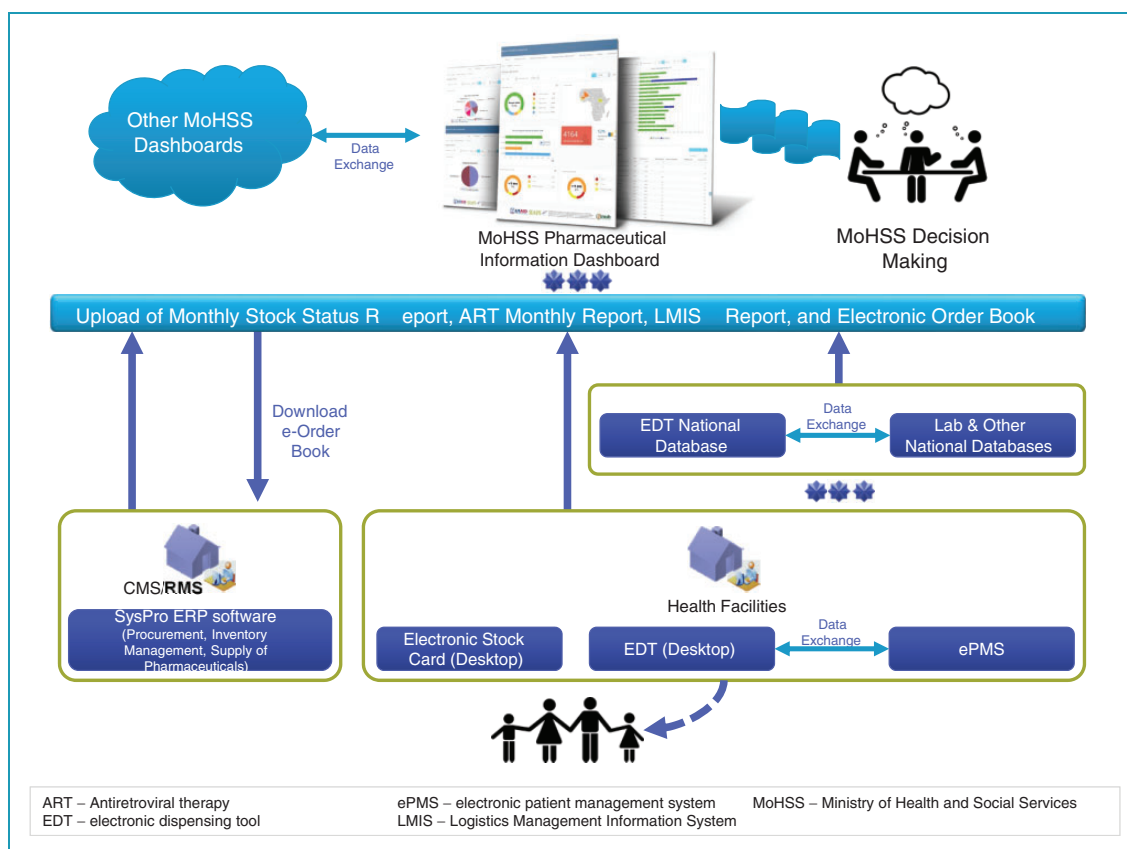 Other MoHSS
Dashboards
Data
Exchange
4164
MoHSS Pharmaceutical
Information Dashboard
MoHSS Decision
Making
Upload of Monthly Stock Status R eport, ART Monthly Report, LMIS Report, and Electronic Order Book
Download
e-Order
Book
EDT National
Database
Data
Exchange
Lab & Other
National Databases
CMS/RMS
SysPro ERP software
(Procurement, Inventory
Management, Supply of
Pharmaceuticals)
Health Facilities
Electronic Stock
Card (Desktop)
EDT (Desktop)
Data
Exchange
ePMS
ART – Antiretroviral therapy
EDT – electronic dispensing tool
ePMS – electronic patient management system
LMIS – Logistics Management Information System
MoHSS – Ministry of Health and Social Services